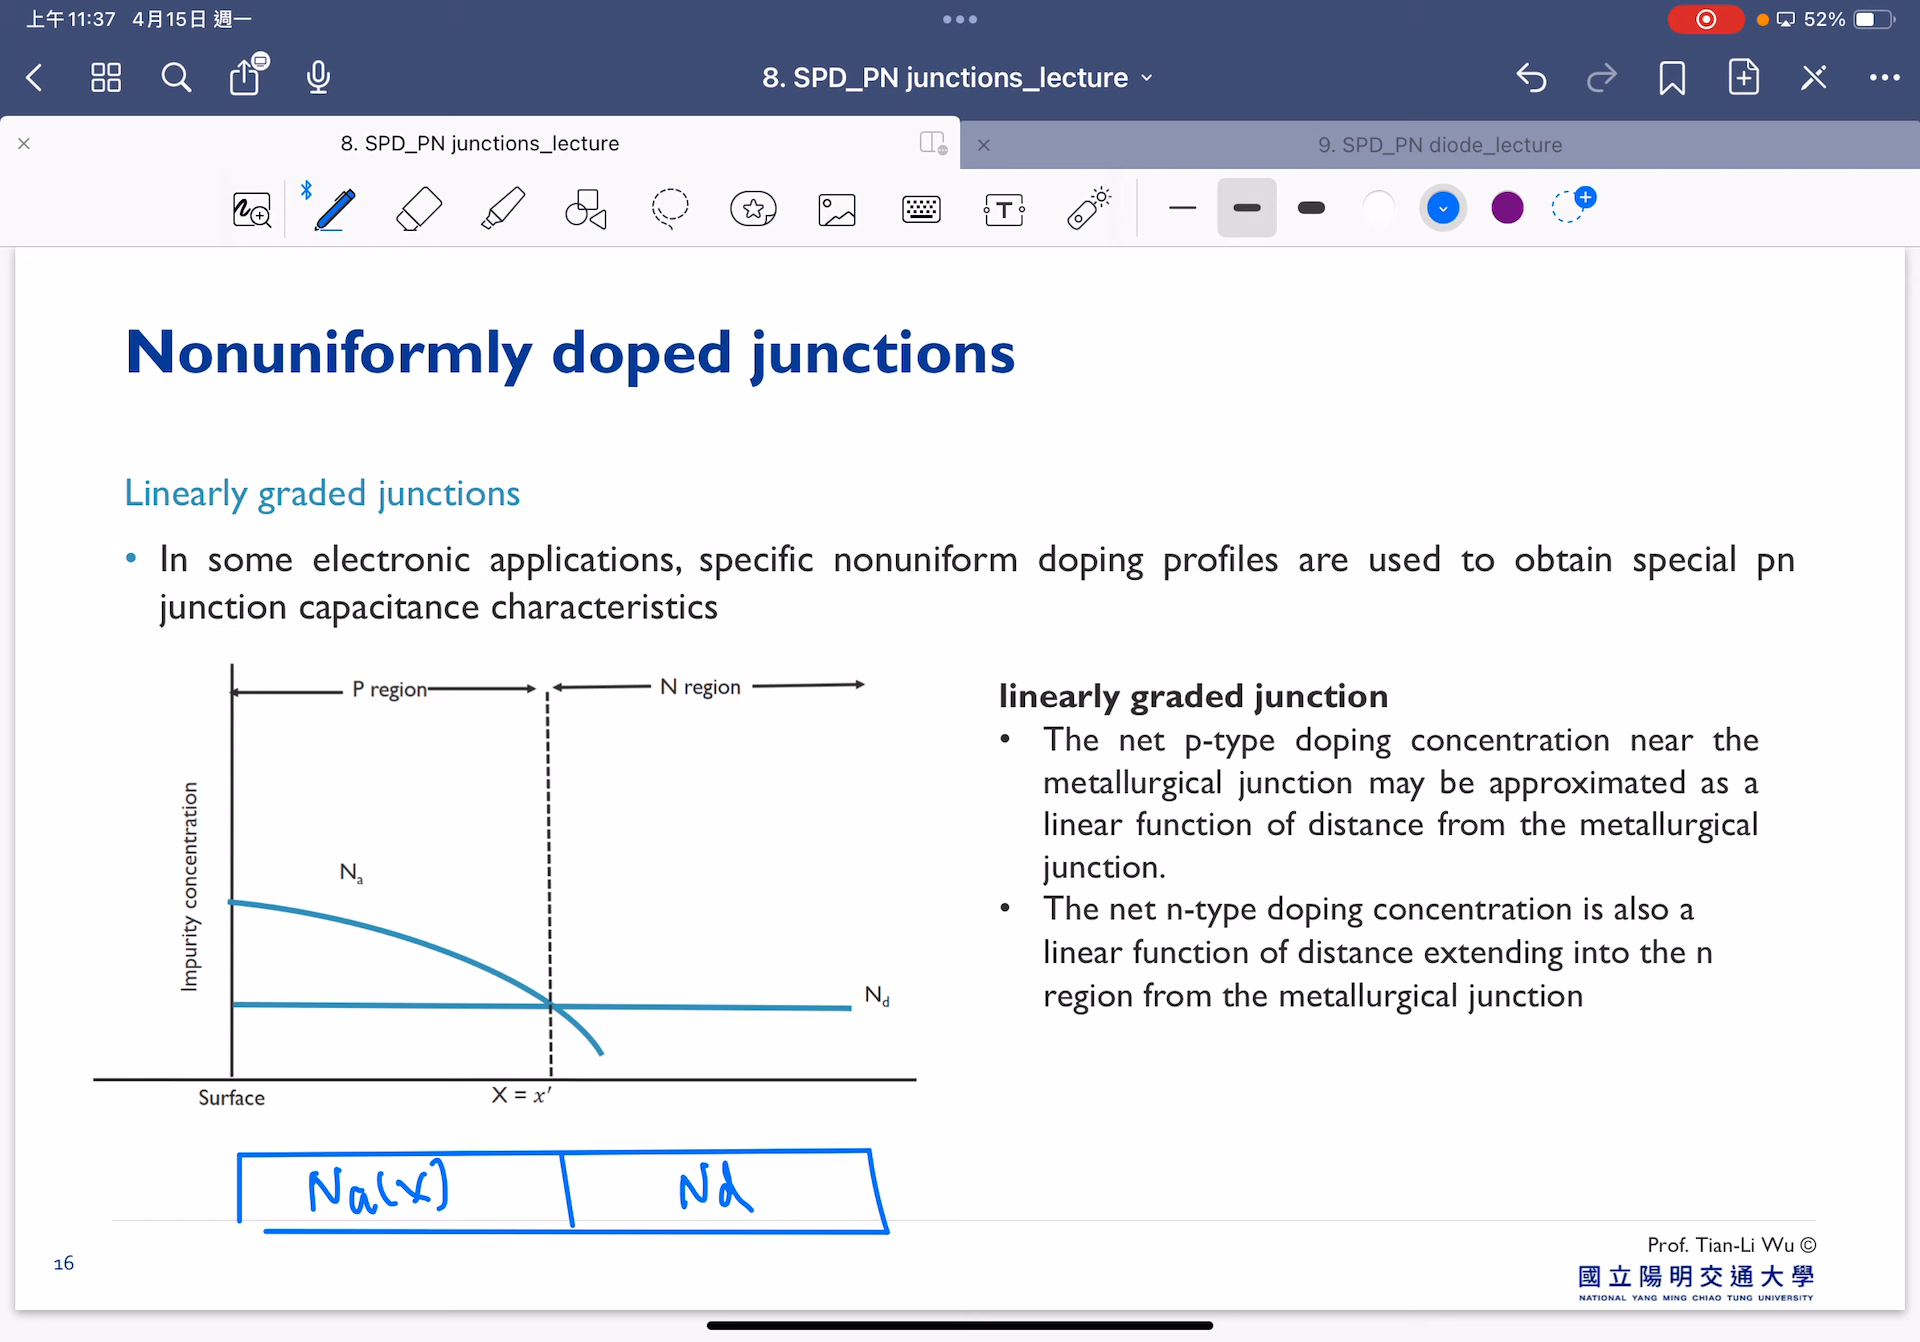 上午11:37 4月15日 週一
52%
8. SPD_PN junctions_lecture
8. SPD_PN junctions_lecture
9. SPD_PN diode_lecture
T
Nonuniformly doped junctions
Linearly graded junctions
• In some electronic applications, specific nonuniform doping profiles are used to obtain special pn
junction capacitance characteristics
P region
N region
Impurity concentration
Na
Nd
Surface
X = x′
linearly graded junction
• The net p-type doping concentration near the
metallurgical junction may be approximated as a
linear function of distance from the metallurgical
junction.
• The net n-type doping concentration is also a
linear function of distance extending into the n
region from the metallurgical junction
Na(x)
Nd
16
Prof. Tian-Li Wu ©
國立陽明交通大學
NATIONAL YANG MING CHIAO TUNG UNIVERSITY